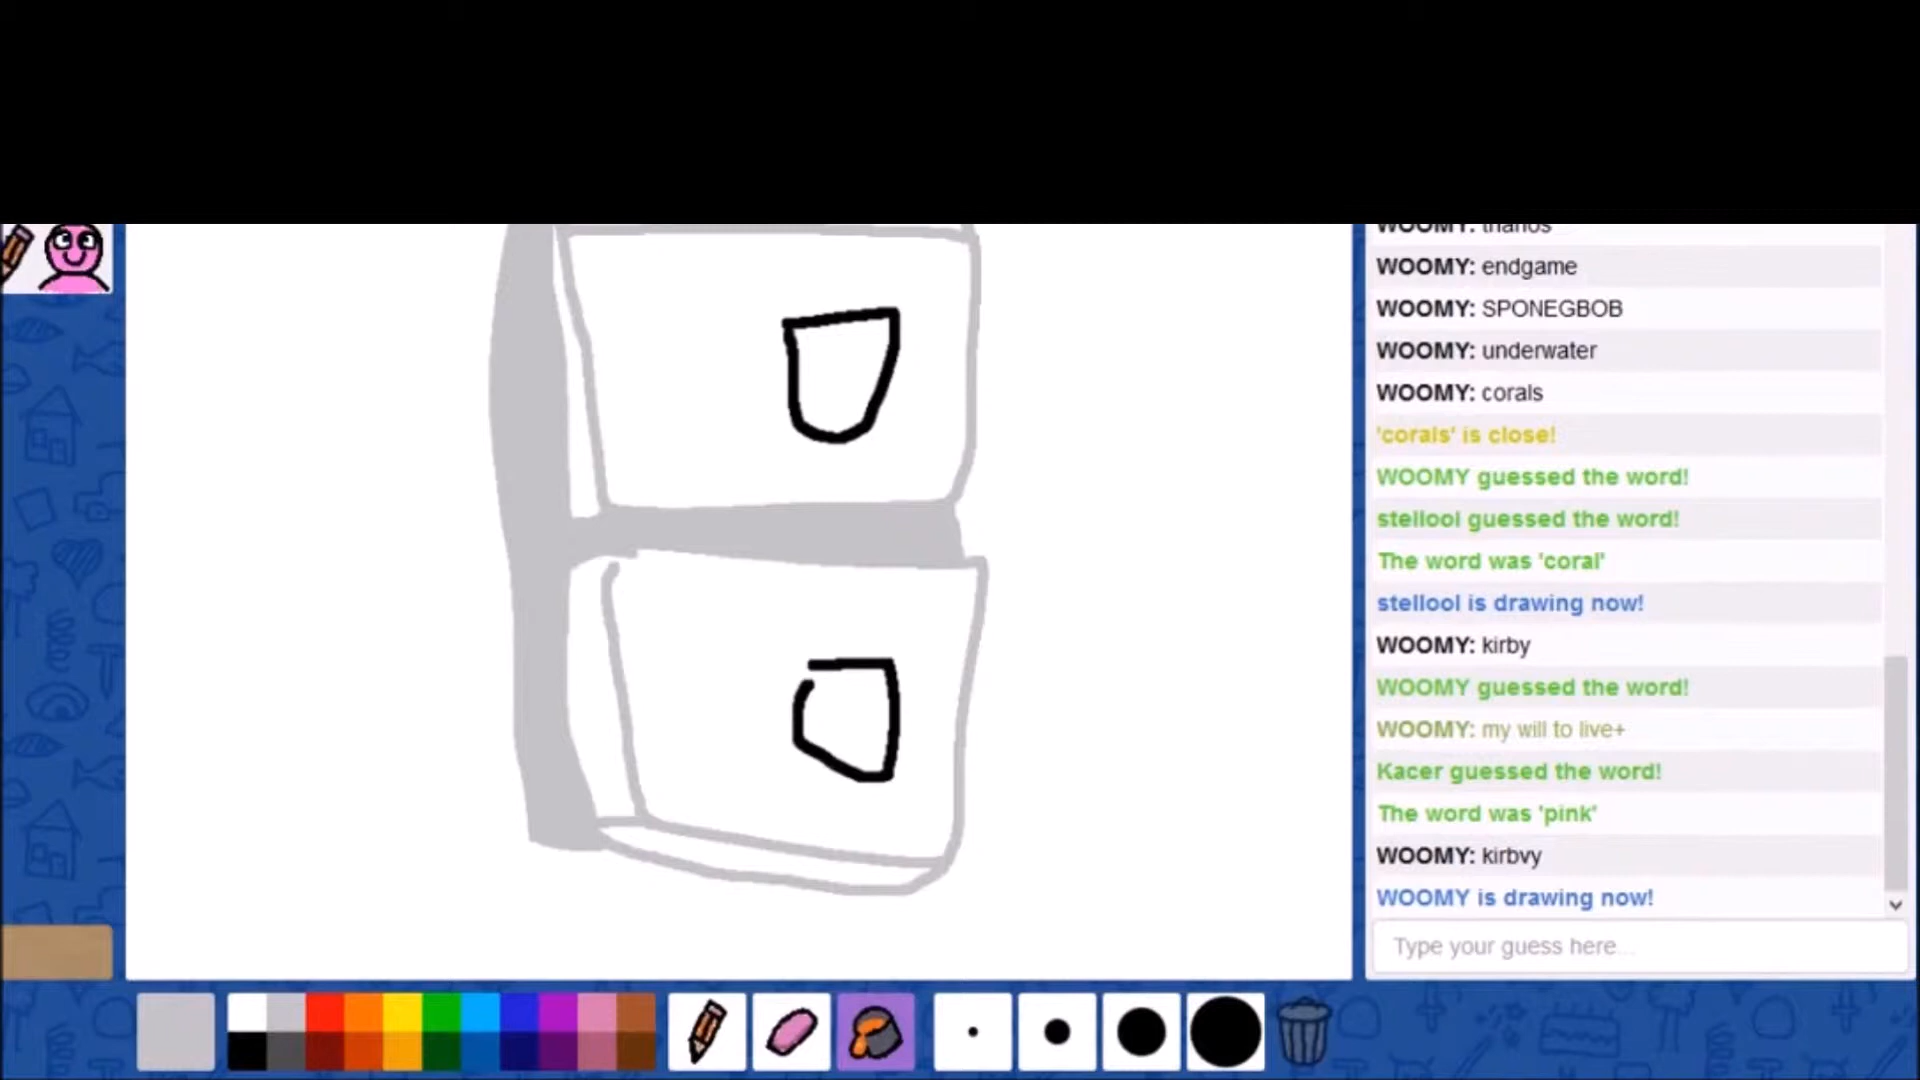 WOOMY: thanos
WOOMY: endgame
WOOMY: SPONEGBOB
WOOMY: underwater
WOOMY: corals
'corals' is close!
WOOMY guessed the word!
stellool guessed the word!
The word was 'coral'
stellool is drawing now!
WOOMY: kirby
WOOMY guessed the word!
WOOMY: my will to live+
Kacer guessed the word!
The word was 'pink'
WOOMY: kirbvy
WOOMY is drawing now!
Type your guess here...